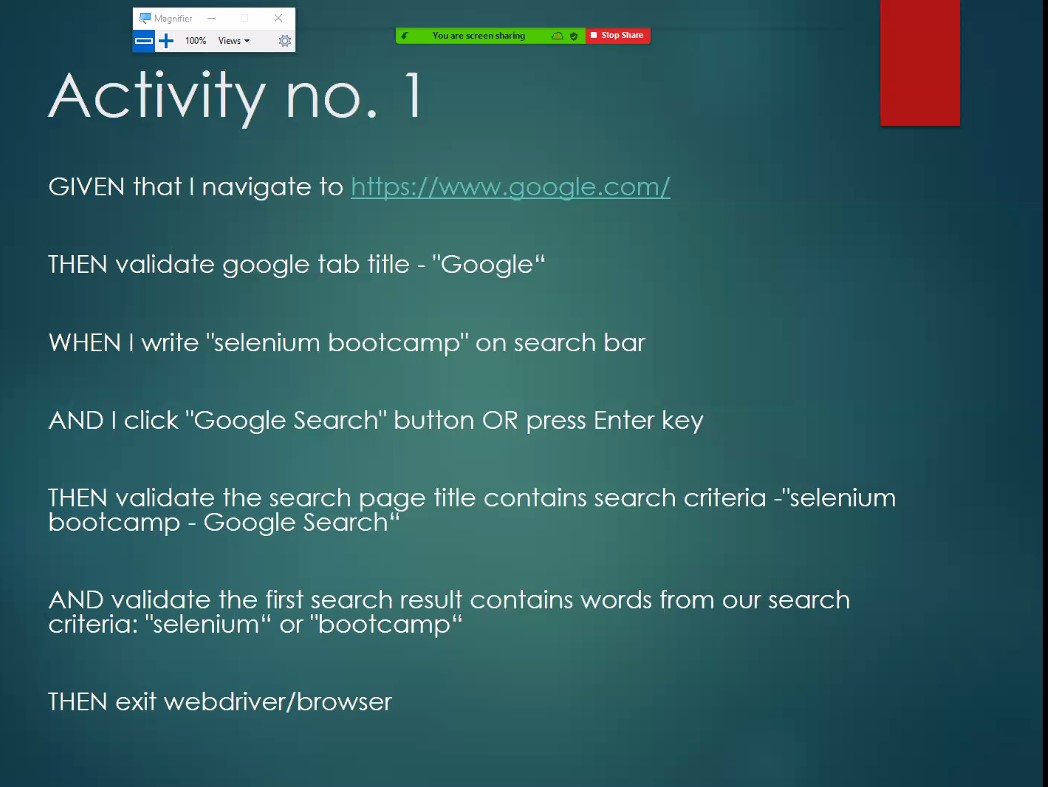 Magnifier
100% Views
You are screen sharing Stop Share
Activity no. 1
GIVEN that I navigate to https://www.google.com/
THEN validate google tab title - "Google“
WHEN I write "selenium bootcamp" on search bar
AND I click "Google Search" button OR press Enter key
THEN validate the search page title contains search criteria -"selenium
bootcamp - Google Search“
AND validate the first search result contains words from our search
criteria: "selenium“ or "bootcamp“
THEN exit webdriver/browser